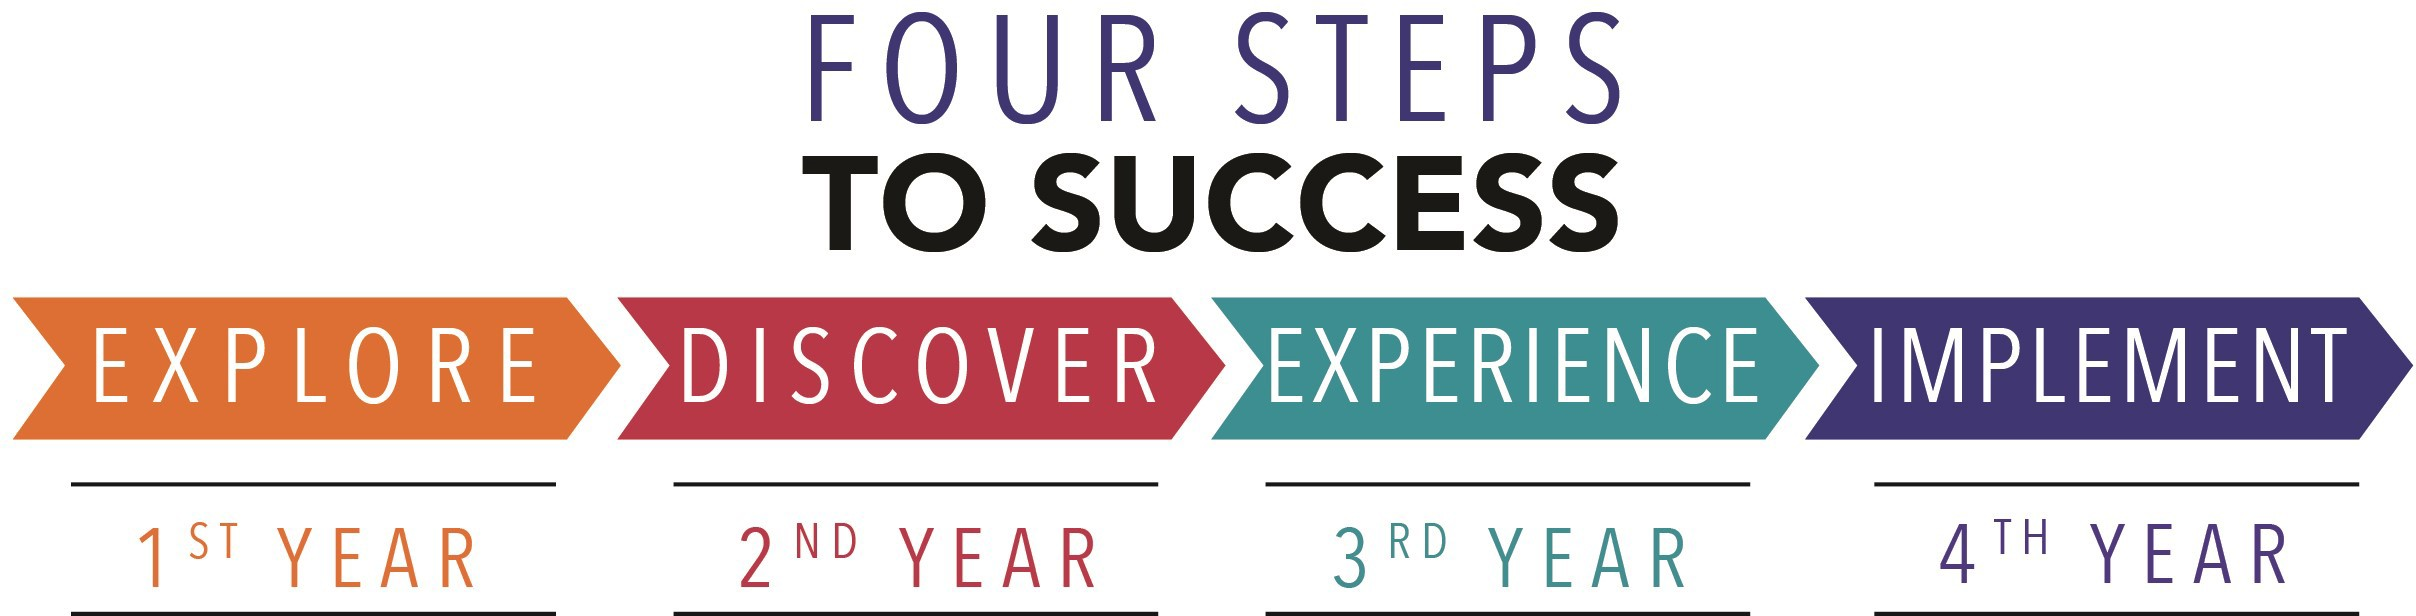 FOUR STEPS
TO SUCCESS
EXPLORE DISCOVER EXPERIENCE IMPLEMENT
1ST YEAR 2ND YEAR 3RD YEAR 4TH YEAR